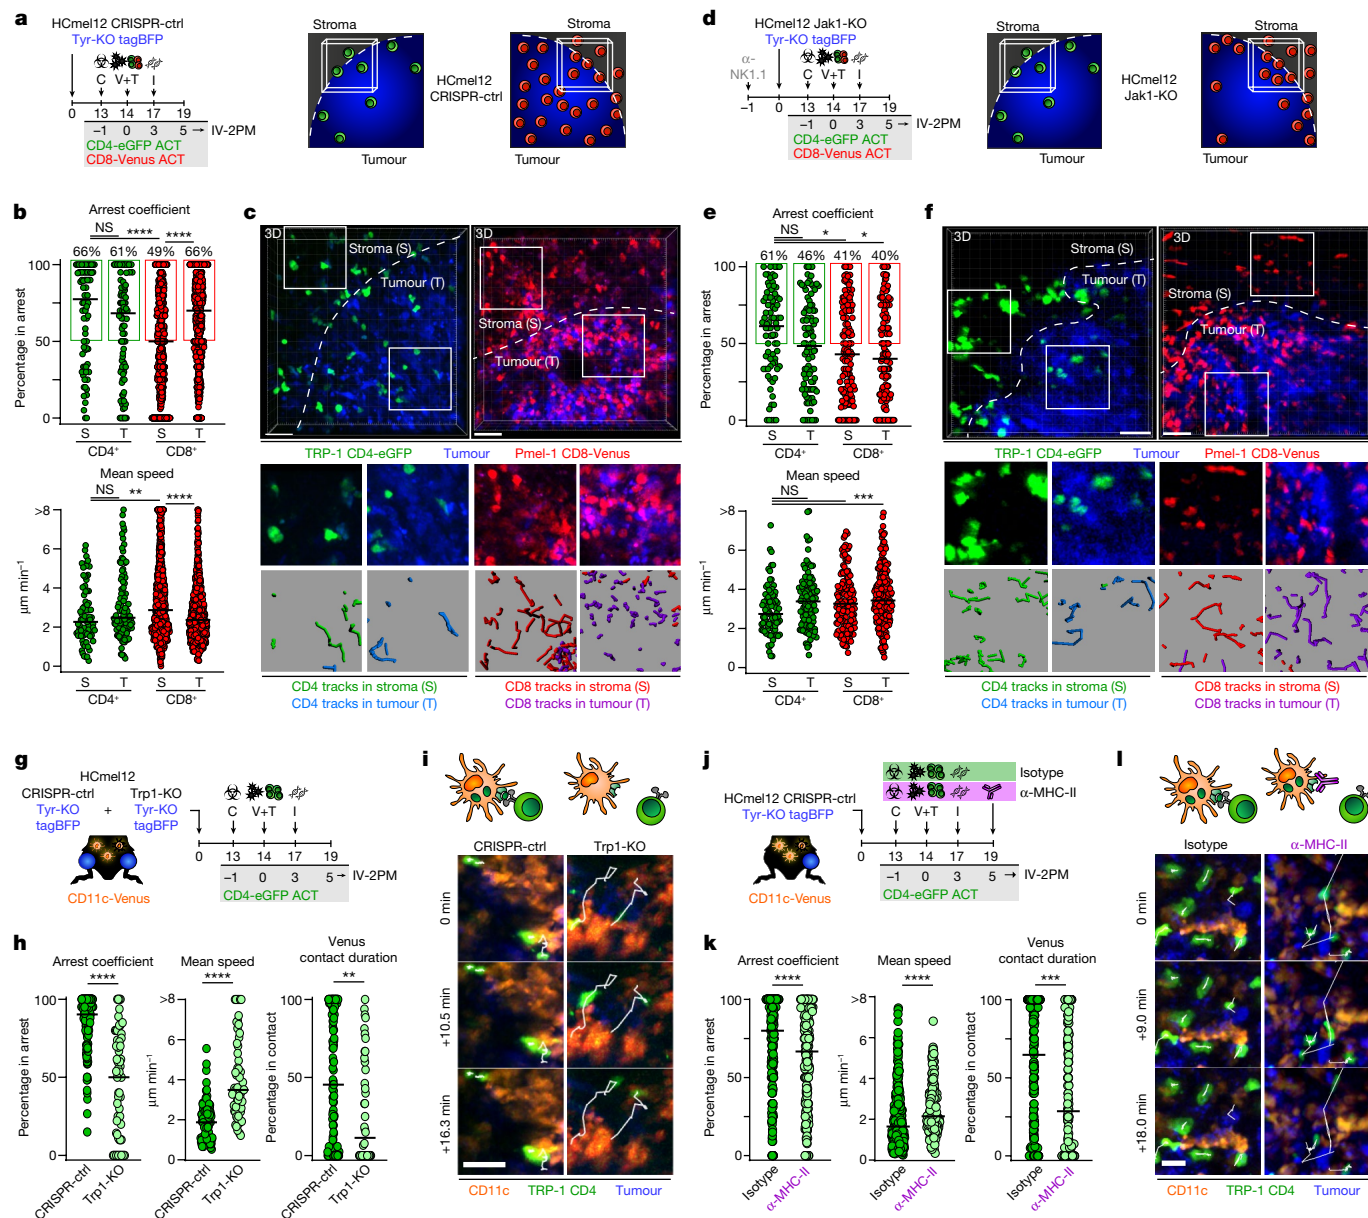 a
HCmel12 CRISPR-ctrl
Tyr-KO tagBFP
C V+T I
0 13 14 17 19
−1 0 3 5 → IV-2PM
CD4-eGFP ACT
CD8-Venus ACT
Stroma
HCmel12
CRISPR-ctrl
Tumour
d
HCmel12 Jak1-KO
Tyr-KO tagBFP
α-
NK1.1
C V+T I
−1 0 13 14 17 19
−1 0 3 5 → IV-2PM
CD4-eGFP ACT
CD8-Venus ACT
Stroma
Stroma
HCmel12
Jak1-KO
Tumour
Tumour
b
Arrest coefficient
NS **** ****
66% 61% 49% 66%
Percentage in arrest
100
50
0
S T S T
CD4⁺ CD8⁺
Mean speed
NS ** ****
µm min⁻¹
>8
6
4
2
0
S T S T
CD4⁺ CD8⁺
c
3D
Stroma (S)
Tumour (T)
3D
Stroma (S)
Tumour (T)
TRP-1 CD4-eGFP Tumour Pmel-1 CD8-Venus
CD4 tracks in stroma (S)
CD4 tracks in tumour (T)
CD8 tracks in stroma (S)
CD8 tracks in tumour (T)
e
Arrest coefficient
NS * *
61% 46% 41% 40%
Percentage in arrest
100
50
0
S T S T
CD4⁺ CD8⁺
Mean speed
NS ***
µm min⁻¹
>8
6
4
2
0
S T S T
CD4⁺ CD8⁺
f
3D
Stroma (S)
Tumour (T)
3D
Stroma (S)
Tumour (T)
TRP-1 CD4-eGFP Tumour Pmel-1 CD8-Venus
CD4 tracks in stroma (S)
CD4 tracks in tumour (T)
CD8 tracks in stroma (S)
CD8 tracks in tumour (T)
g
HCmel12
CRISPR-ctrl Trp1-KO
Tyr-KO + Tyr-KO
tagBFP tagBFP
C V+T I
0 13 14 17 19
−1 0 3 5 → IV-2PM
CD4-eGFP ACT
CD11c-Venus
h
Arrest coefficient
****
Percentage in arrest
100
50
0
CRISPR-ctrl
Trp1-KO
Mean speed
****
µm min⁻¹
>8
6
4
2
0
CRISPR-ctrl
Trp1-KO
Venus
contact duration
**
Percentage in contact
100
50
0
CRISPR-ctrl
Trp1-KO
i
CRISPR-ctrl Trp1-KO
0 min
+10.5 min
+16.3 min
CD11c TRP-1 CD4 Tumour
j
Isotype
α-MHC-II
HCmel12 CRISPR-ctrl
Tyr-KO tagBFP
C V+T I
0 13 14 17 19
−1 0 3 5 → IV-2PM
CD4-eGFP ACT
CD11c-Venus
k
Arrest coefficient
****
Percentage in arrest
100
50
0
Isotype
α-MHC-II
Mean speed
****
µm min⁻¹
>8
6
4
2
0
Isotype
α-MHC-II
Venus
contact duration
***
Percentage in contact
100
50
0
Isotype
α-MHC-II
l
Isotype α-MHC-II
0 min
+9.0 min
+18.0 min
CD11c TRP-1 CD4 Tumour